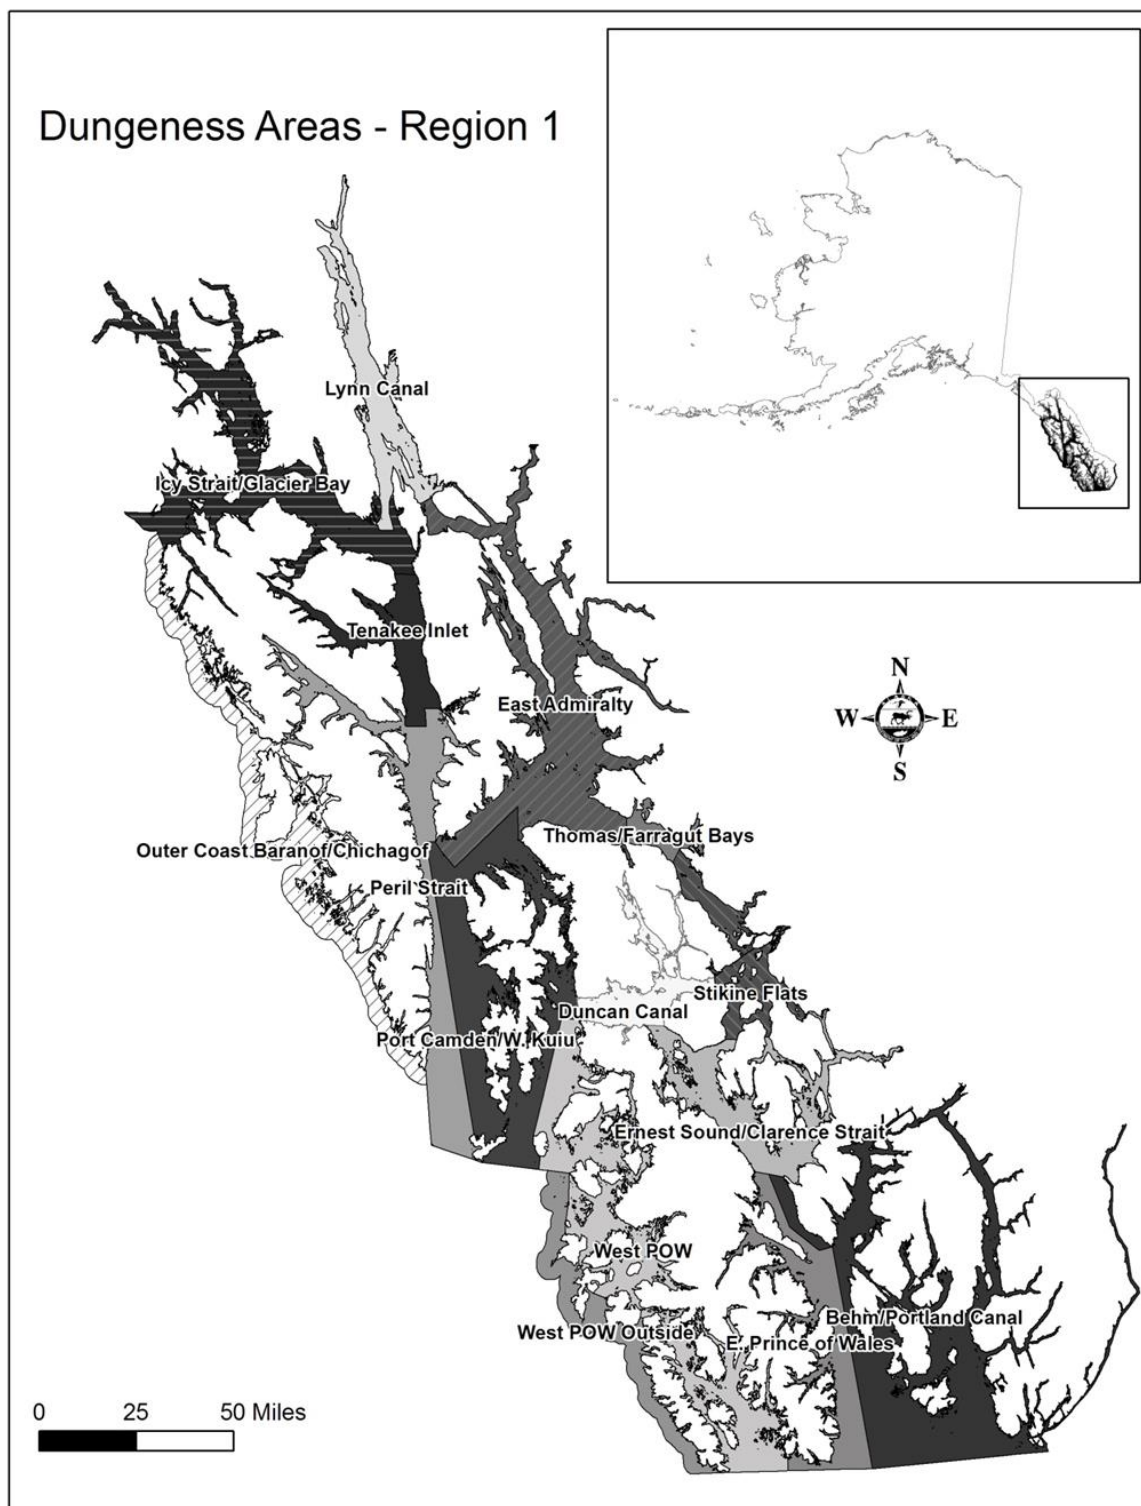 Dungeness Areas - Region 1
Lynn Canal
Icy Strait/Glacier Bay
Tenakee Inlet
East Admiralty
N
W E
S
Thomas/Farragut Bays
Outer Coast Baranof/Chichagof
Peril Strait
Stikine Flats
Duncan Canal
Port Camden/W. Kuiu
Ernest Sound/Clarence Strait
West POW
Behm/Portland Canal
West POW Outside
E. Prince of Wales
0 25 50 Miles